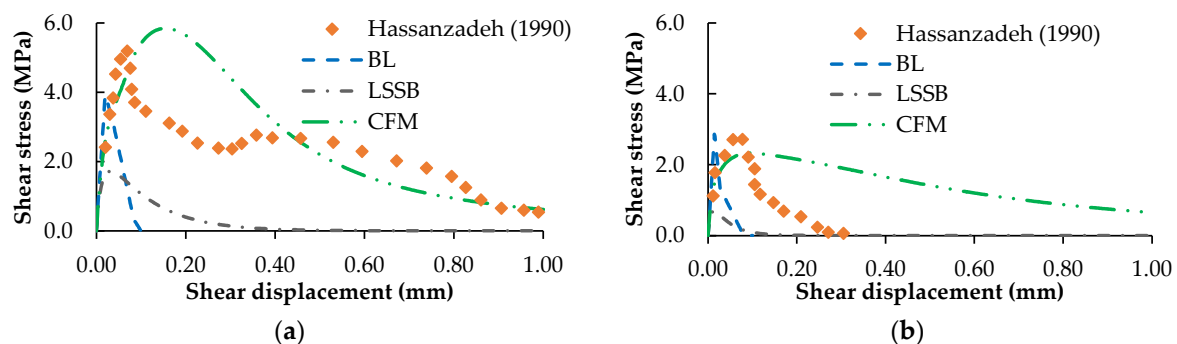 6.0
4.0
2.0
0.0
Shear stress (MPa)
Hassanzadeh (1990)
BL
LSSB
CFM
0.00 0.20 0.40 0.60 0.80 1.00
Shear displacement (mm)
(a)
6.0
4.0
2.0
0.0
Shear stress (MPa)
Hassanzadeh (1990)
BL
LSSB
CFM
0.00 0.20 0.40 0.60 0.80 1.00
Shear displacement (mm)
(b)